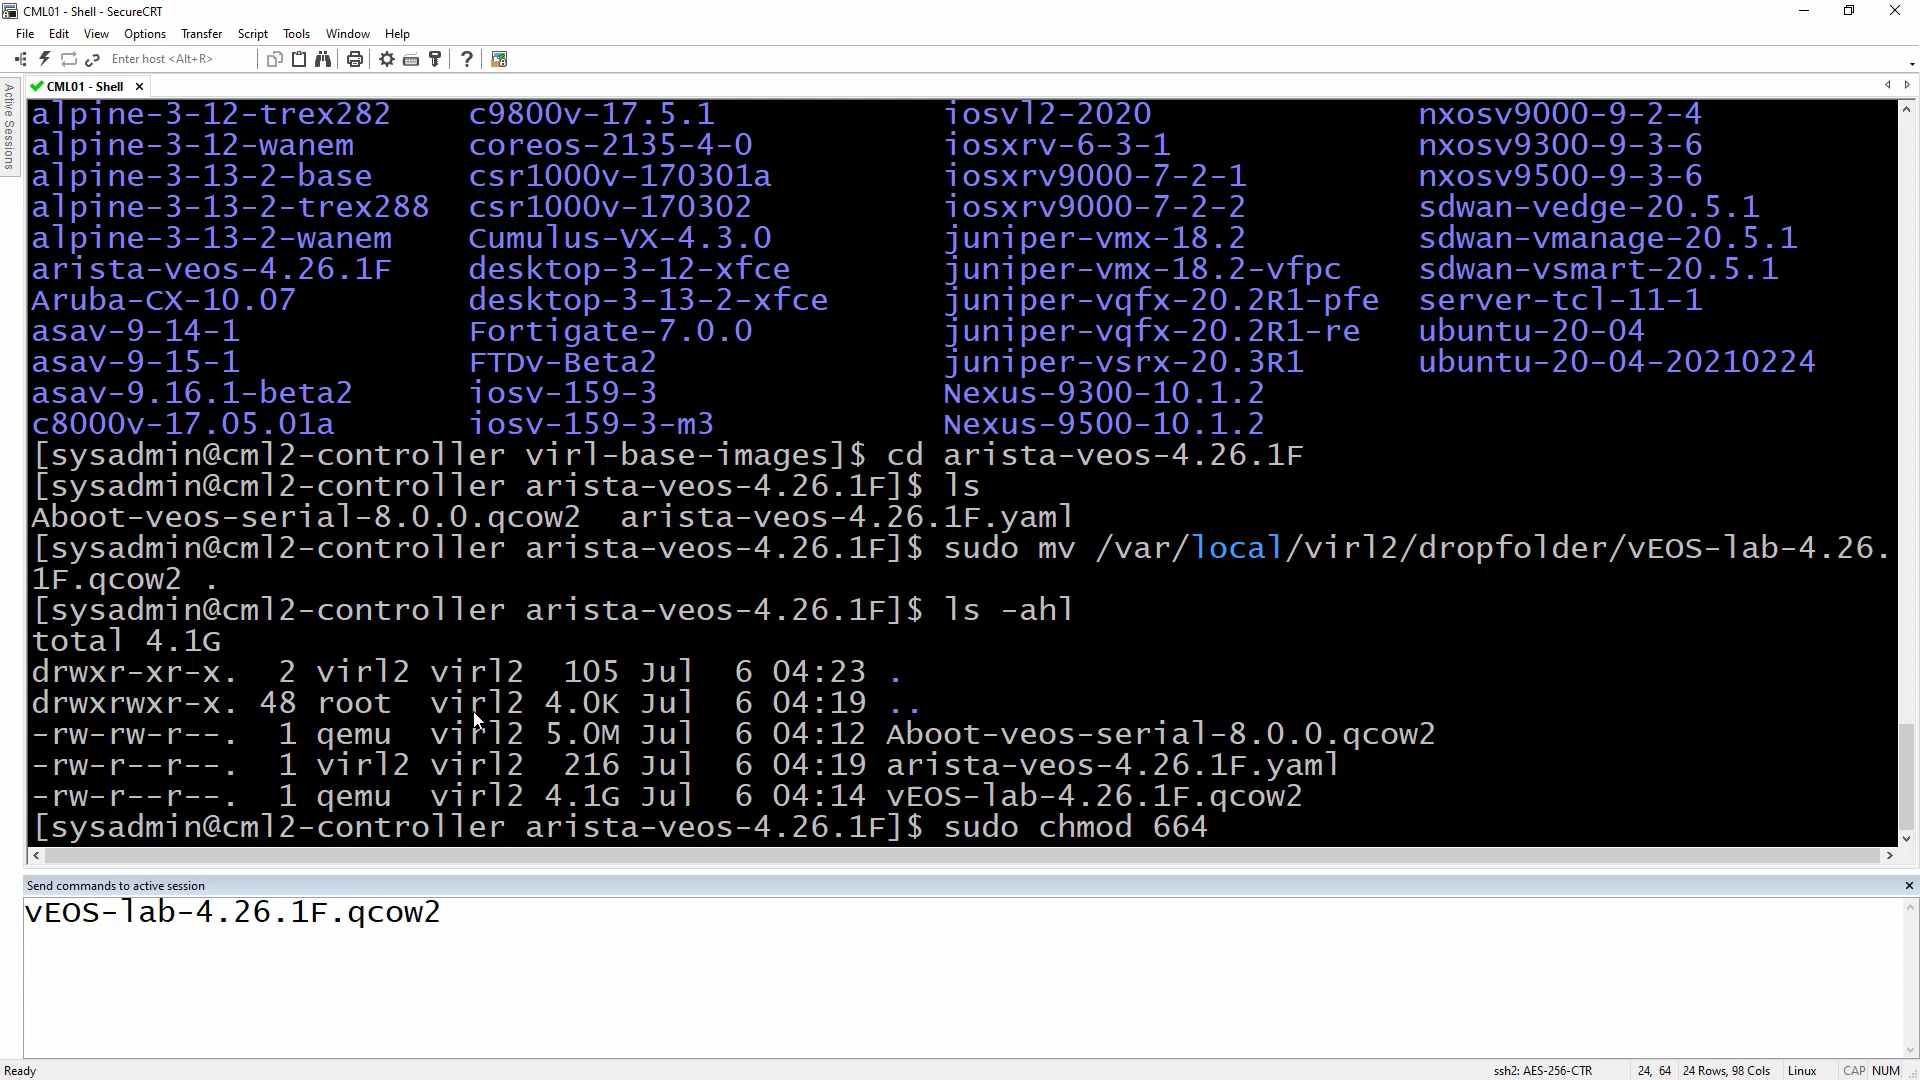 CML01 - Shell - SecureCRT
File Edit View Options Transfer Script Tools Window Help
Enter host <Alt+R>
Active Sessions
CML01 - Shell
alpine-3-12-trex282 c9800v-17.5.1 iosvl2-2020 nxosv9000-9-2-4
alpine-3-12-wanem coreos-2135-4-0 iosxrv-6-3-1 nxosv9300-9-3-6
alpine-3-13-2-base csr1000v-170301a iosxrv9000-7-2-1 nxosv9500-9-3-6
alpine-3-13-2-trex288 csr1000v-170302 iosxrv9000-7-2-2 sdwan-vedge-20.5.1
alpine-3-13-2-wanem Cumulus-VX-4.3.0 juniper-vmx-18.2 sdwan-vmanage-20.5.1
arista-veos-4.26.1F desktop-3-12-xfce juniper-vmx-18.2-vfpc sdwan-vsmart-20.5.1
Aruba-CX-10.07 desktop-3-13-2-xfce juniper-vqfx-20.2R1-pfe server-tcl-11-1
asav-9-14-1 Fortigate-7.0.0 juniper-vqfx-20.2R1-re ubuntu-20-04
asav-9-15-1 FTDv-Beta2 juniper-vsrx-20.3R1 ubuntu-20-04-20210224
asav-9.16.1-beta2 iosv-159-3 Nexus-9300-10.1.2
c8000v-17.05.01a iosv-159-3-m3 Nexus-9500-10.1.2
[sysadmin@cml2-controller virl-base-images]$ cd arista-veos-4.26.1F
[sysadmin@cml2-controller arista-veos-4.26.1F]$ ls
Aboot-veos-serial-8.0.0.qcow2 arista-veos-4.26.1F.yaml
[sysadmin@cml2-controller arista-veos-4.26.1F]$ sudo mv /var/local/virl2/dropfolder/vEOS-lab-4.26.
1F.qcow2 .
[sysadmin@cml2-controller arista-veos-4.26.1F]$ ls -ahl
total 4.1G
drwxr-xr-x. 2 virl2 virl2 105 Jul 6 04:23 .
drwxrwxr-x. 48 root virl2 4.0K Jul 6 04:19 ..
-rw-rw-r--. 1 qemu virl2 5.0M Jul 6 04:12 Aboot-veos-serial-8.0.0.qcow2
-rw-r--r--. 1 virl2 virl2 216 Jul 6 04:19 arista-veos-4.26.1F.yaml
-rw-r--r--. 1 qemu virl2 4.1G Jul 6 04:14 vEOS-lab-4.26.1F.qcow2
[sysadmin@cml2-controller arista-veos-4.26.1F]$ sudo chmod 664
Send commands to active session
vEOS-lab-4.26.1F.qcow2
Ready ssh2: AES-256-CTR 24, 64 24 Rows, 98 Cols Linux CAP NUM